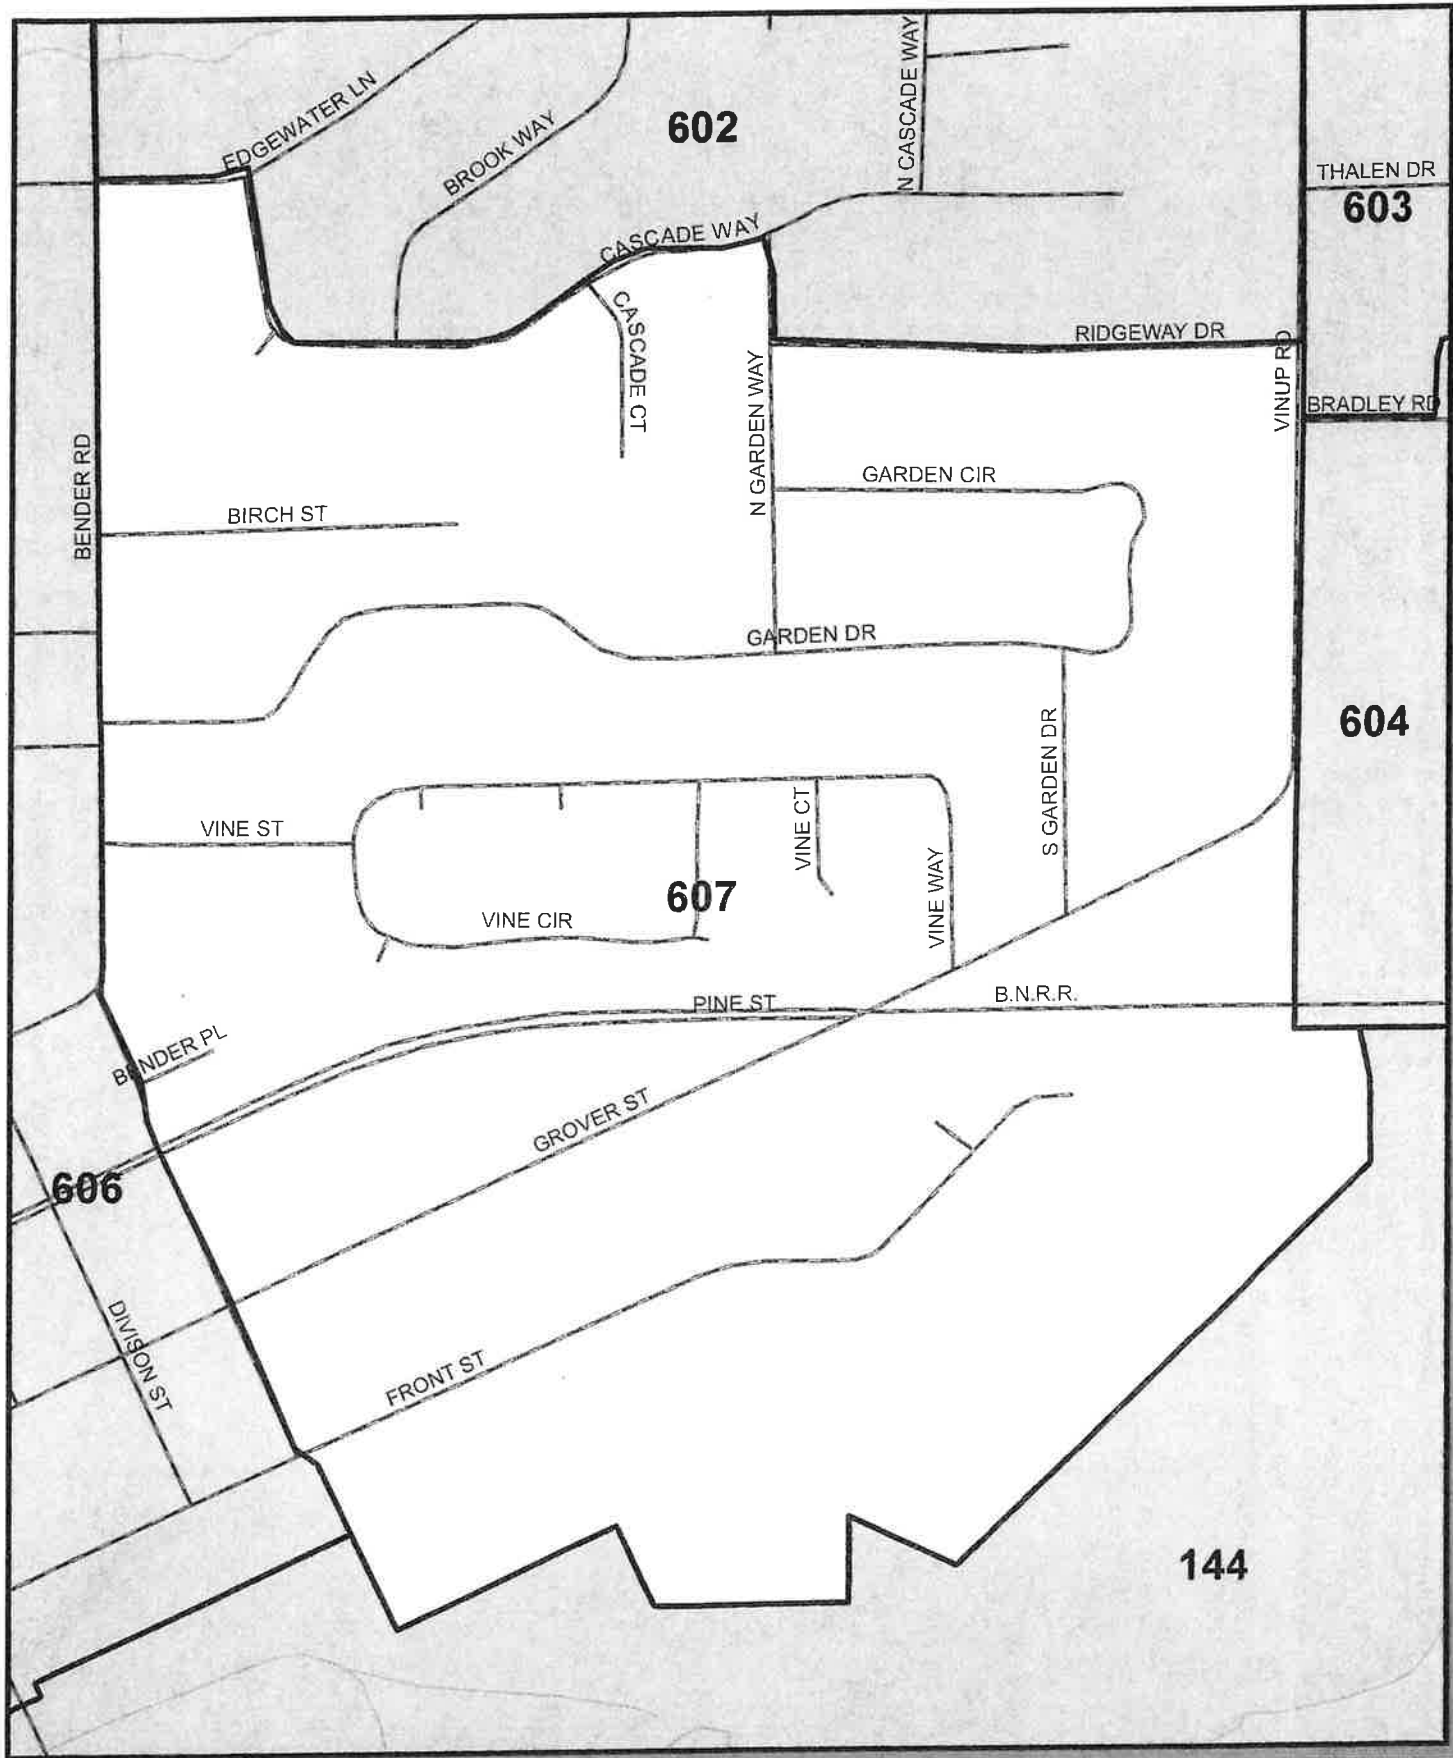 N CASCADE WAY
EDGEWATER LN
BROOK WAY
602
THALEN DR
603
CASCADE WAY
CASCADE CT
RIDGEWAY DR
VINUP RD
BRADLEY RD
N GARDEN WAY
BENDER RD
GARDEN CIR
BIRCH ST
GARDEN DR
604
S GARDEN DR
VINE ST
VINE CT
VINE WAY
607
VINE CIR
PINE ST
B.N.R.R.
BENDER PL
GROVER ST
606
DIVISON ST
FRONT ST
144